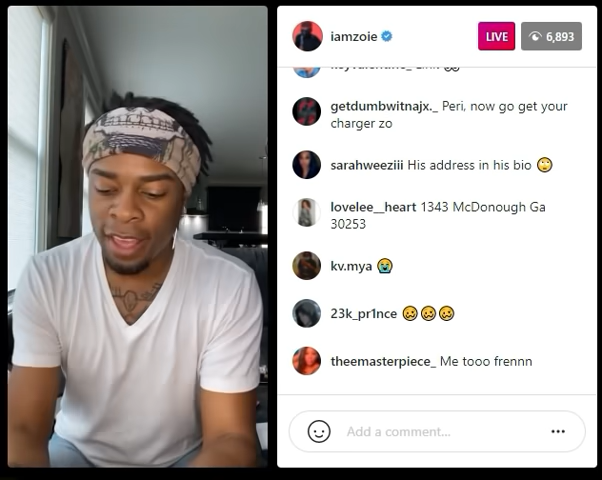 iamzoie
LIVE
6,893
getdumbwitnajx._ Peri, now go get your
charger zo
sarahweeziii His address in his bio
lovelee__heart 1343 McDonough Ga
30253
kv.mya
23k_pr1nce
theemasterpiece_ Me tooo frennn
Add a comment...